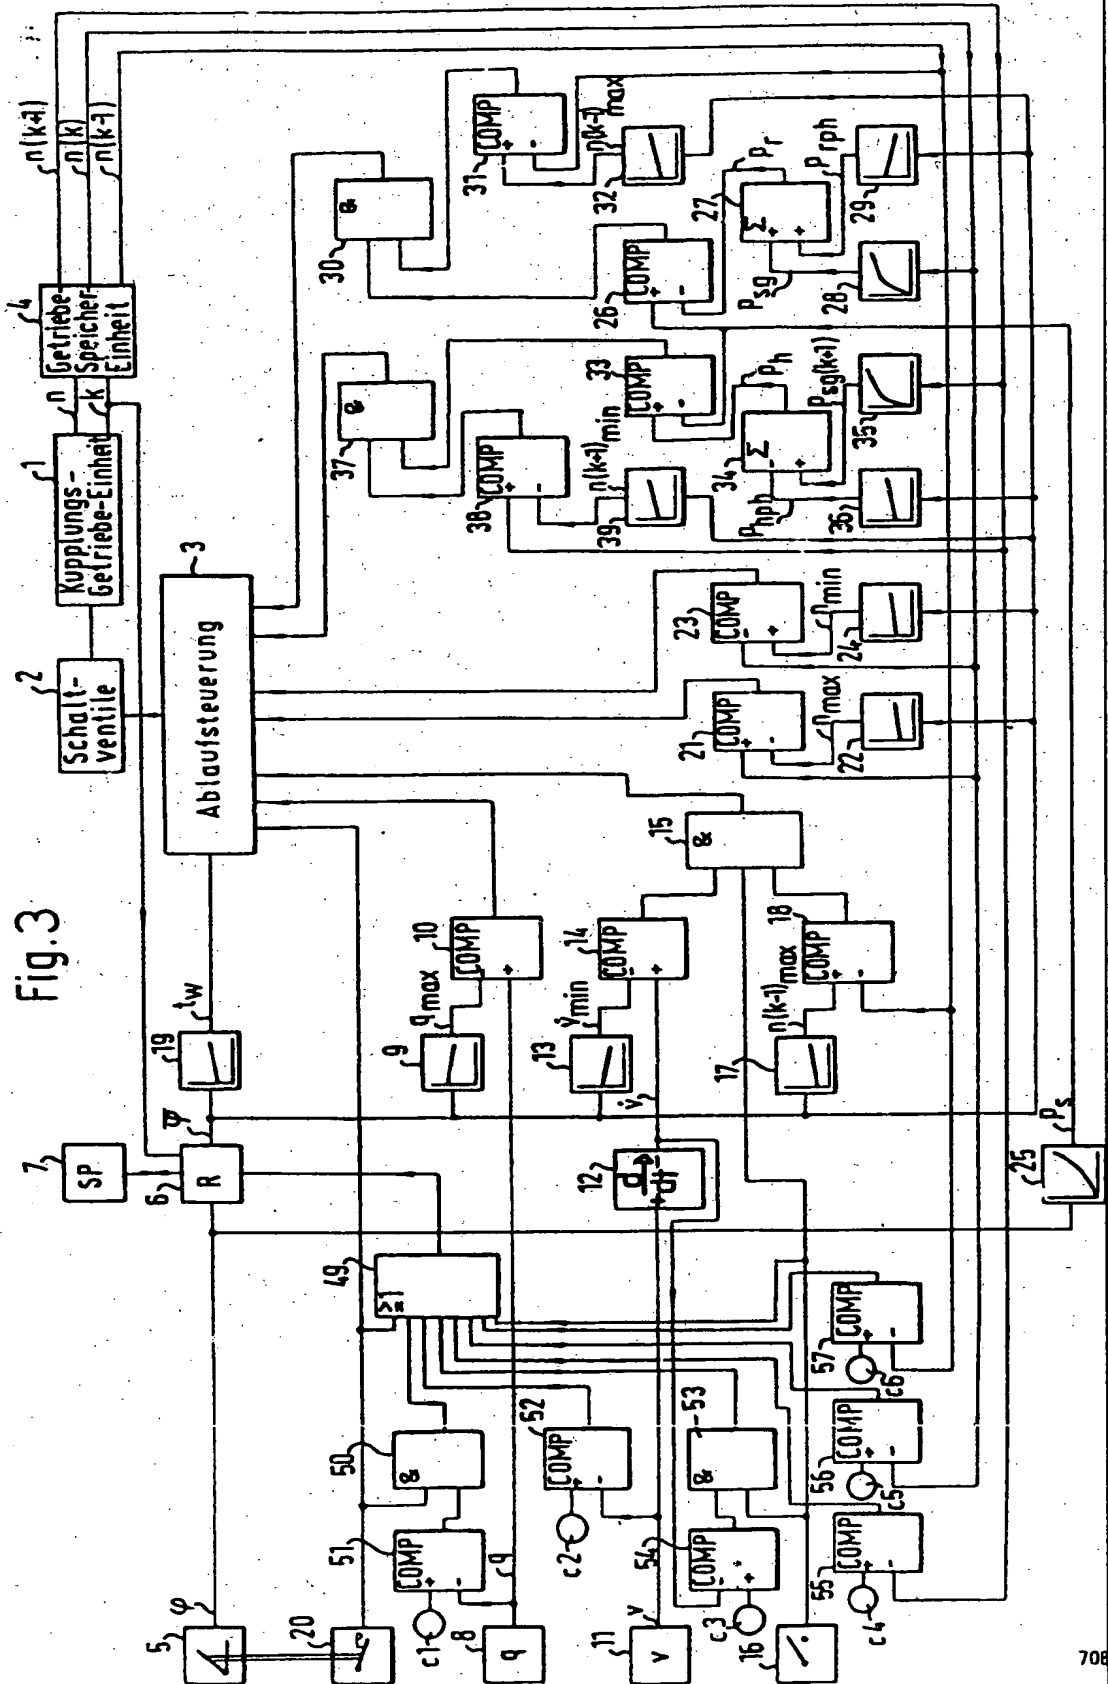 Fig.3
4
Getriebe
Speicher
Einheit
n(k+1)
n(k)
n(k-1)
1
Kupplungs-
Getriebe-Einheit
n
k
2
Schalt-
ventile
3
Ablaufsteuerung
7
SP
6
R
φ̅
19
tw
5
φ
20
49
≥1
50
&
51
COMP
+
-
c1
8
q
q
9
qmax
10
COMP
-
+
52
COMP
+
-
c2
11
v
v
12
d
dt
v̇
13
v̇min
14
COMP
-
+
15
&
53
&
54
COMP
-
+
c3
16
17
n(k-1)max
18
COMP
+
-
55
COMP
+
-
c4
56
COMP
+
-
c5
57
COMP
+
-
c6
21
COMP
+
-
nmax
22
23
COMP
-
+
nmin
24
25
Ps
26
COMP
+
-
27
Σ
+
+
Pr
Psg
28
Prph
29
30
&
31
COMP
+
-
n(k-1)max
32
33
COMP
+
-
34
Σ
-
+
Ph
Psg(k+1)
35
Phph
36
37
&
38
COMP
+
-
n(k+1)min
39
708